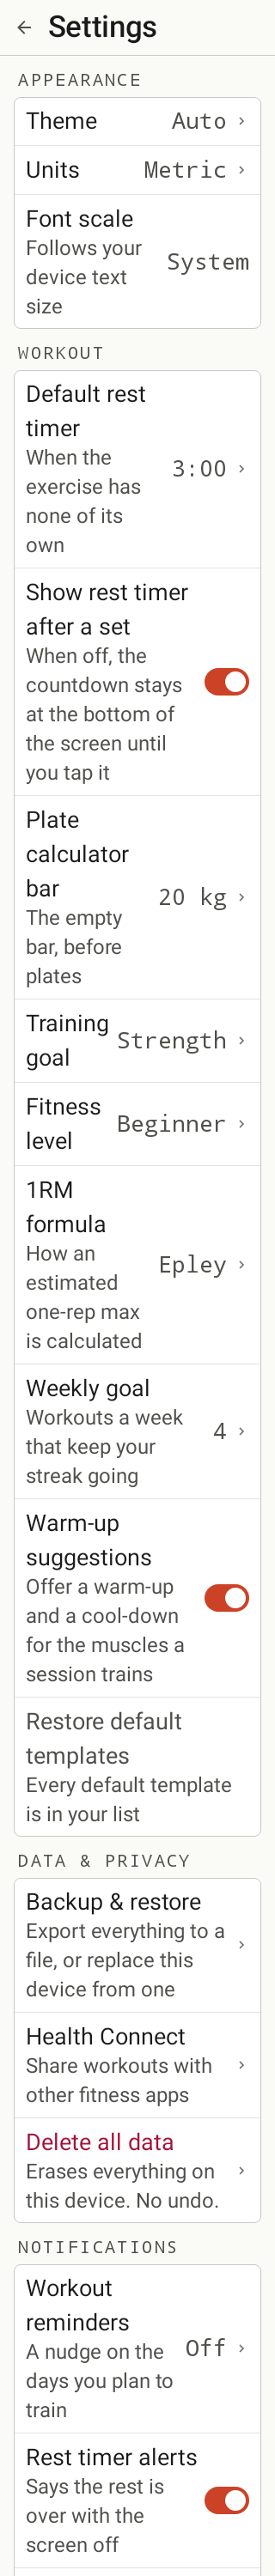 Settings
APPEARANCE
Theme
Auto
Units
Metric
Font scale
Follows your
device text
size
System
WORKOUT
Default rest
timer
When the
exercise has
none of its
own
3:00
Show rest timer
after a set
When off, the
countdown stays
at the bottom of
the screen until
you tap it
Plate
calculator
bar
The empty
bar, before
plates
20 kg
Training
goal
Strength
Fitness
level
Beginner
1RM
formula
How an
estimated
one-rep max
is calculated
Epley
Weekly goal
Workouts a week
that keep your
streak going
4
Warm-up
suggestions
Offer a warm-up
and a cool-down
for the muscles a
session trains
Restore default
templates
Every default template
is in your list
DATA & PRIVACY
Backup & restore
Export everything to a
file, or replace this
device from one
Health Connect
Share workouts with
other fitness apps
Delete all data
Erases everything on
this device. No undo.
NOTIFICATIONS
Workout
reminders
A nudge on the
days you plan to
train
Off
Rest timer alerts
Says the rest is
over with the
screen off